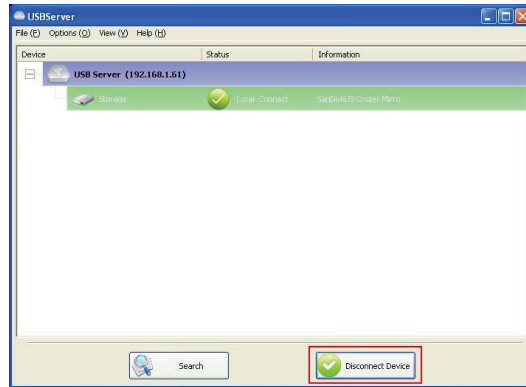 USBServer
File (F) Options (O) View (V) Help (H)
Device Status Information
USB Server (192.168.1.61)
Storage Local Connect SanDiskUS Cruzer Micro
Search Disconnect Device